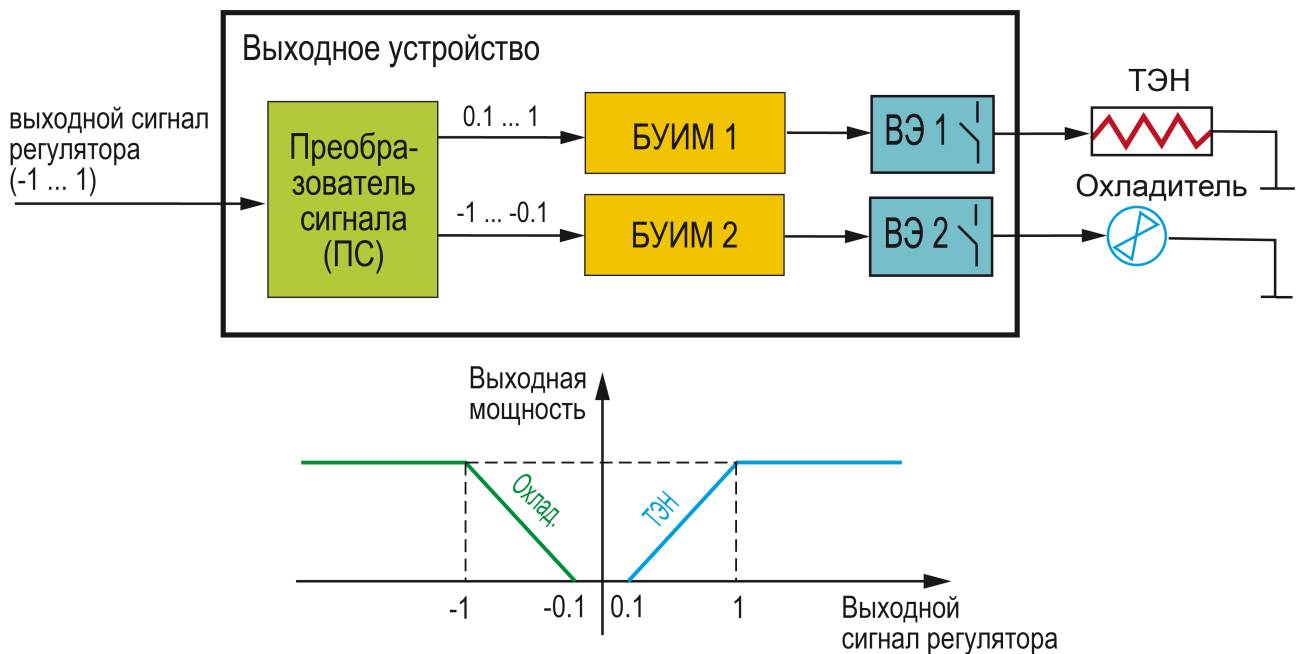 Выходное устройство
выходной сигнал
регулятора
(-1 ... 1)
Преобра-
зователь
сигнала
(ПС)
0.1 ... 1
-1 ... -0.1
БУИМ 1
БУИМ 2
ВЭ 1
ВЭ 2
ТЭН
Охладитель
Выходная
мощность
Охлад.
ТЭН
-1
-0.1
0.1
1
Выходной
сигнал регулятора